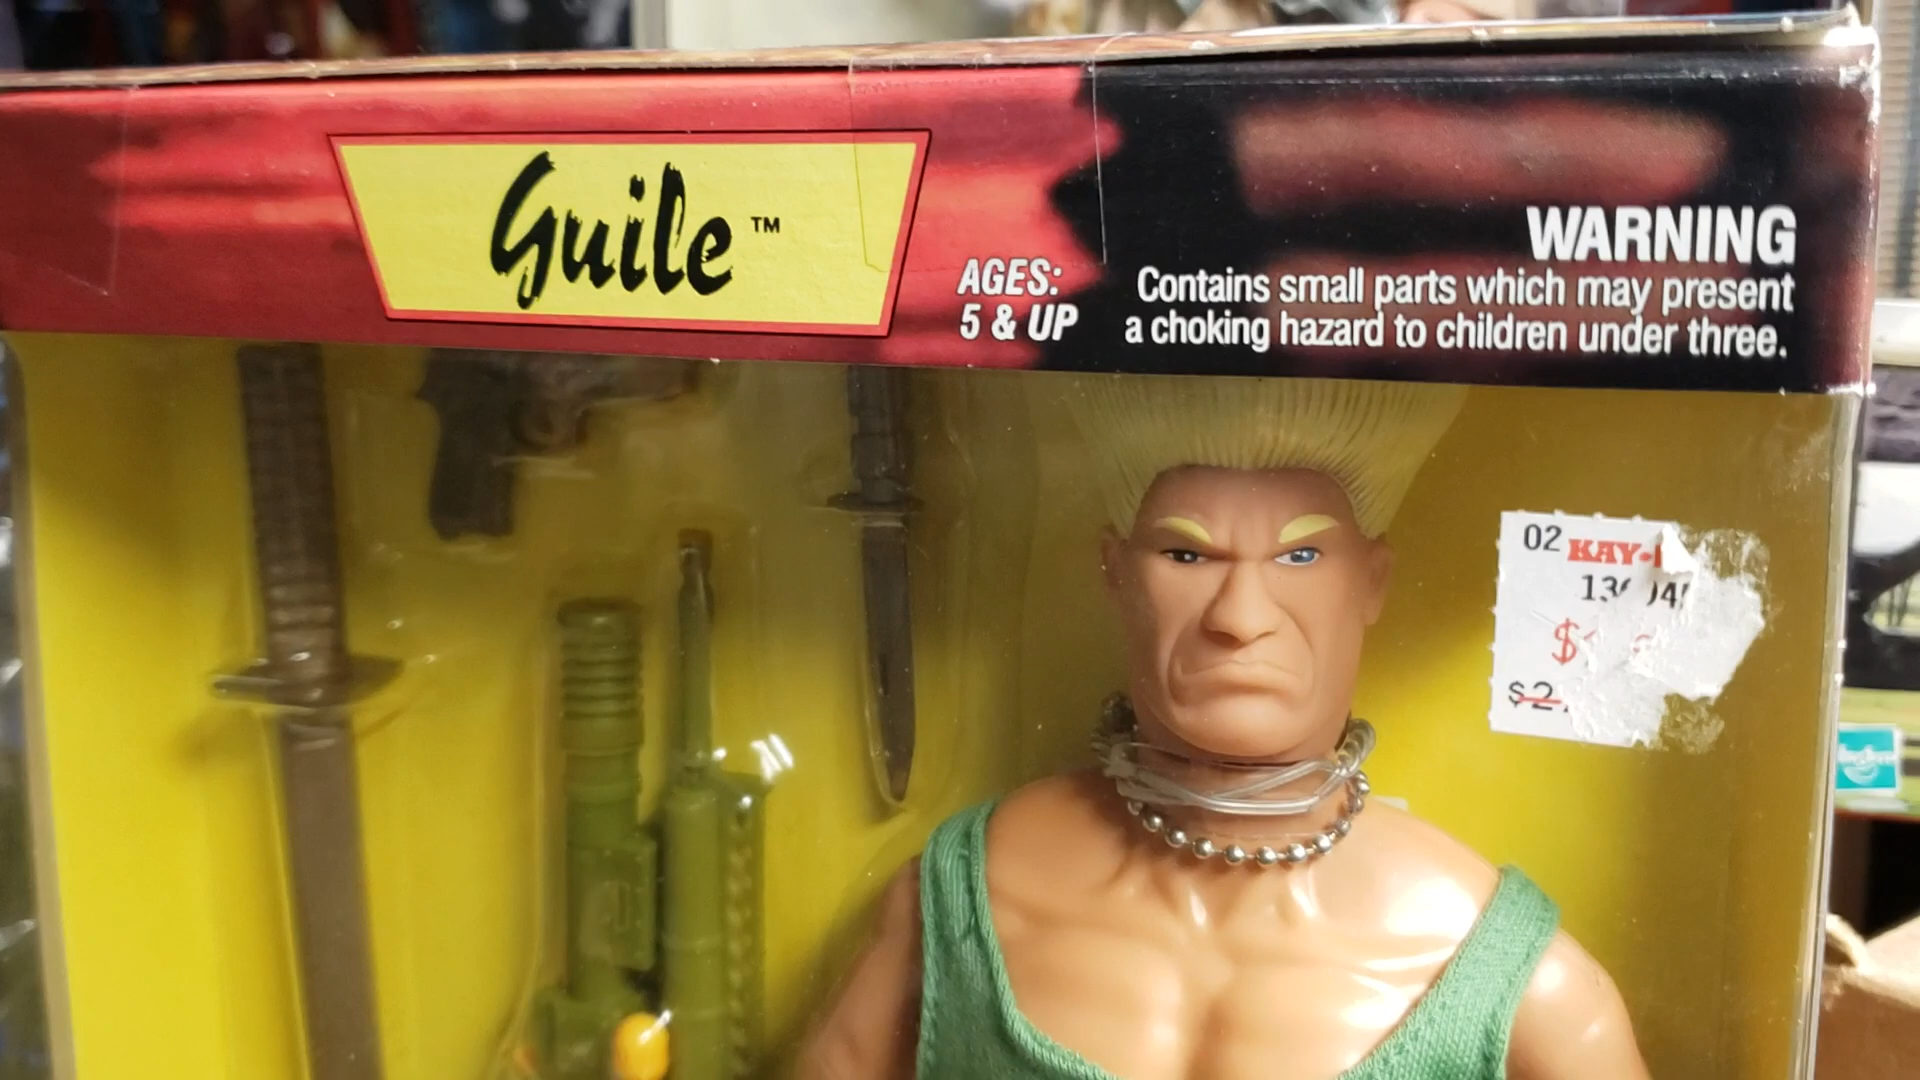 Guile™
AGES:
5 & UP
WARNING
Contains small parts which may present
a choking hazard to children under three.
02